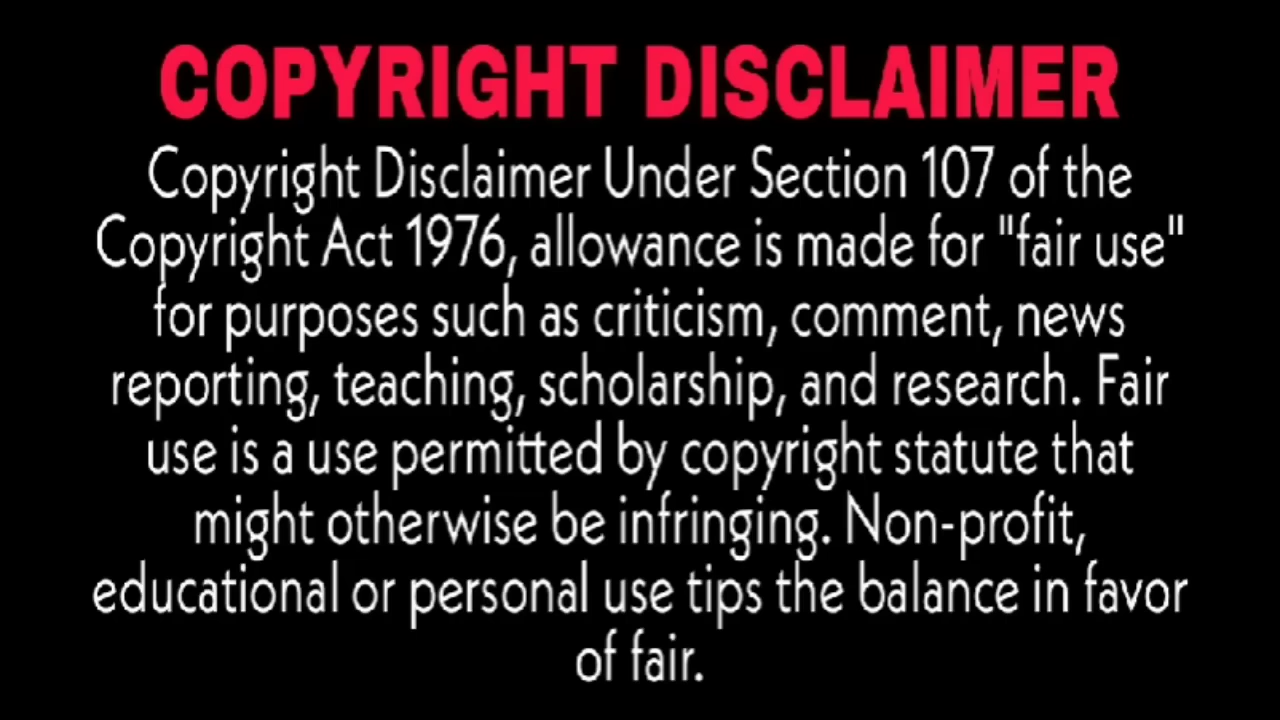 COPYRIGHT DISCLAIMER
Copyright Disclaimer Under Section 107 of the
Copyright Act 1976, allowance is made for "fair use"
for purposes such as criticism, comment, news
reporting, teaching, scholarship, and research. Fair
use is a use permitted by copyright statute that
might otherwise be infringing. Non-profit,
educational or personal use tips the balance in favor
of fair.